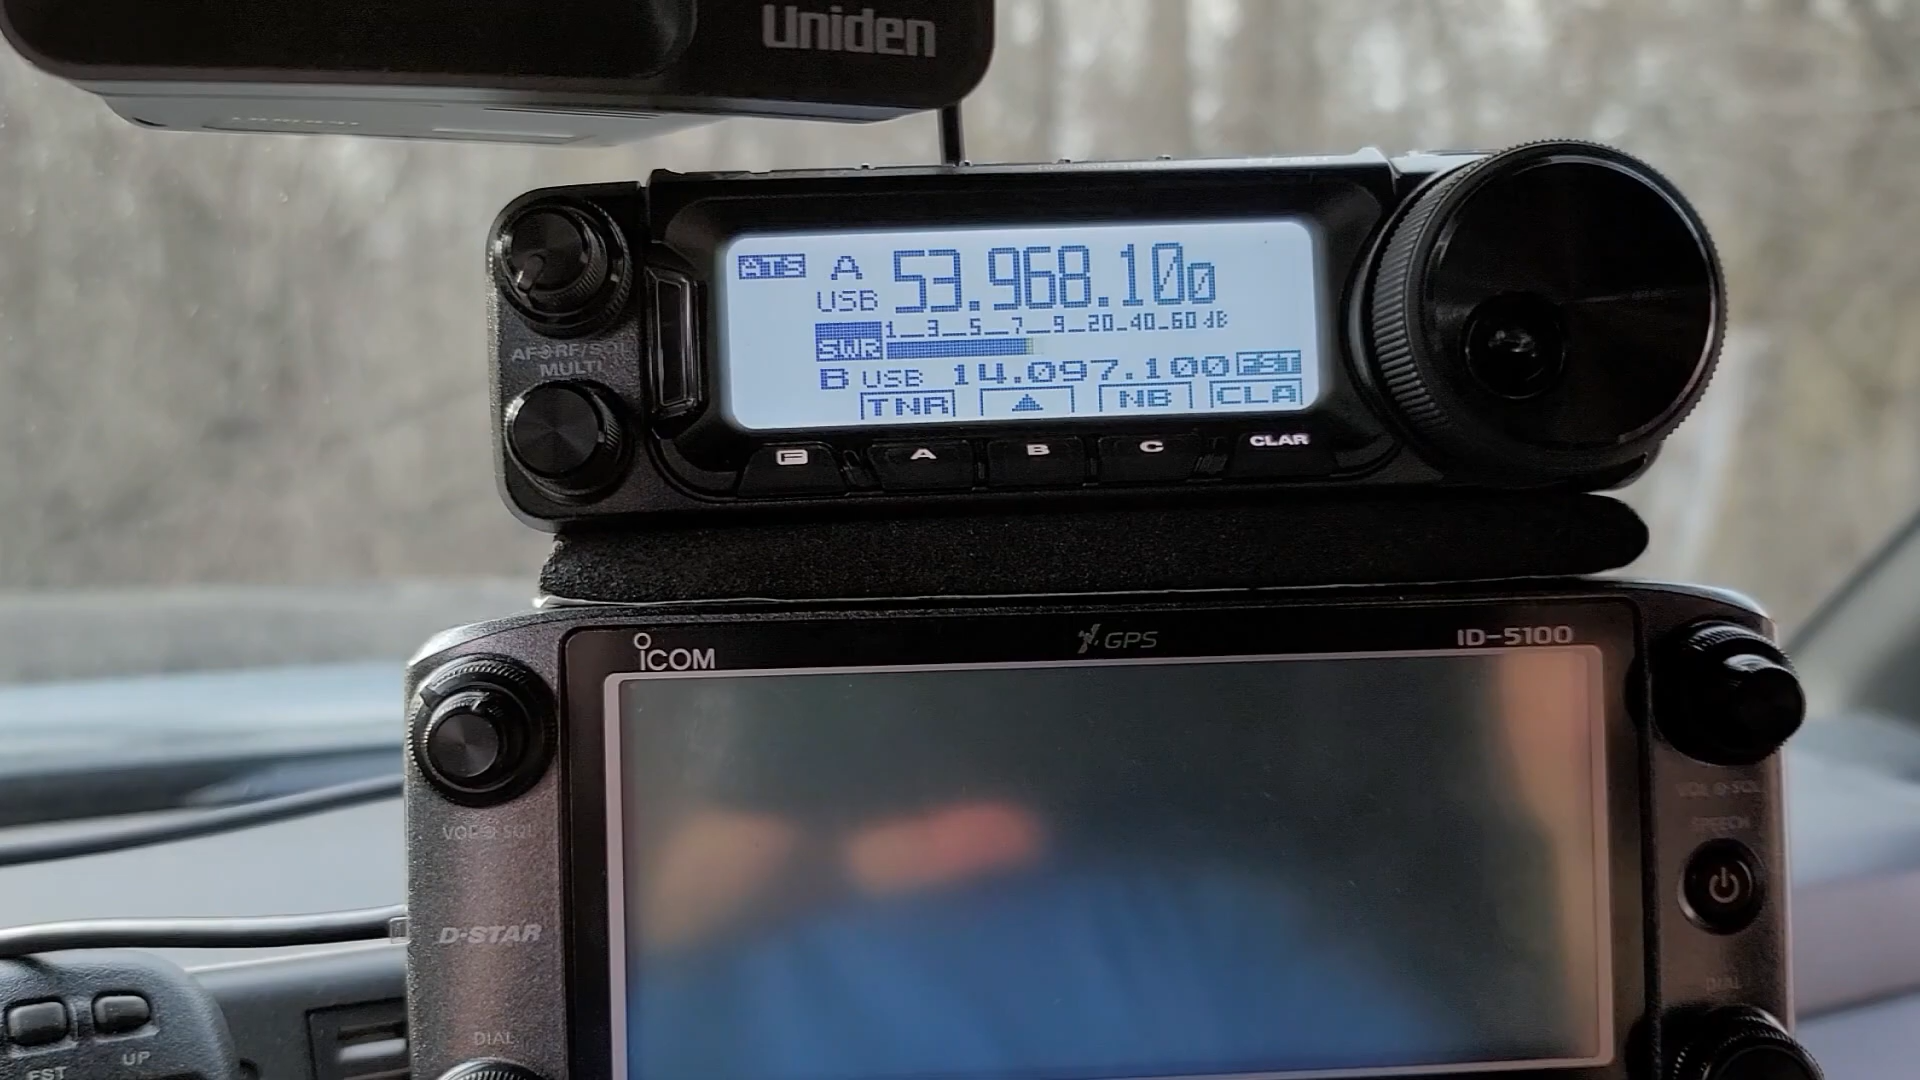 Uniden
ATS A 53.968.100
USB
1_3_5_7_9_20_40_60 dB
SWR
B USB 14.097.100 FST
TNR ▲ NB CLA
AF⊙RF/SQL
MULTI
F A B C CLAR
ICOM GPS ID-5100
VOL⊙SQL
VOL⊙SQL
SPEECH
D-STAR
DIAL
DIAL
UP